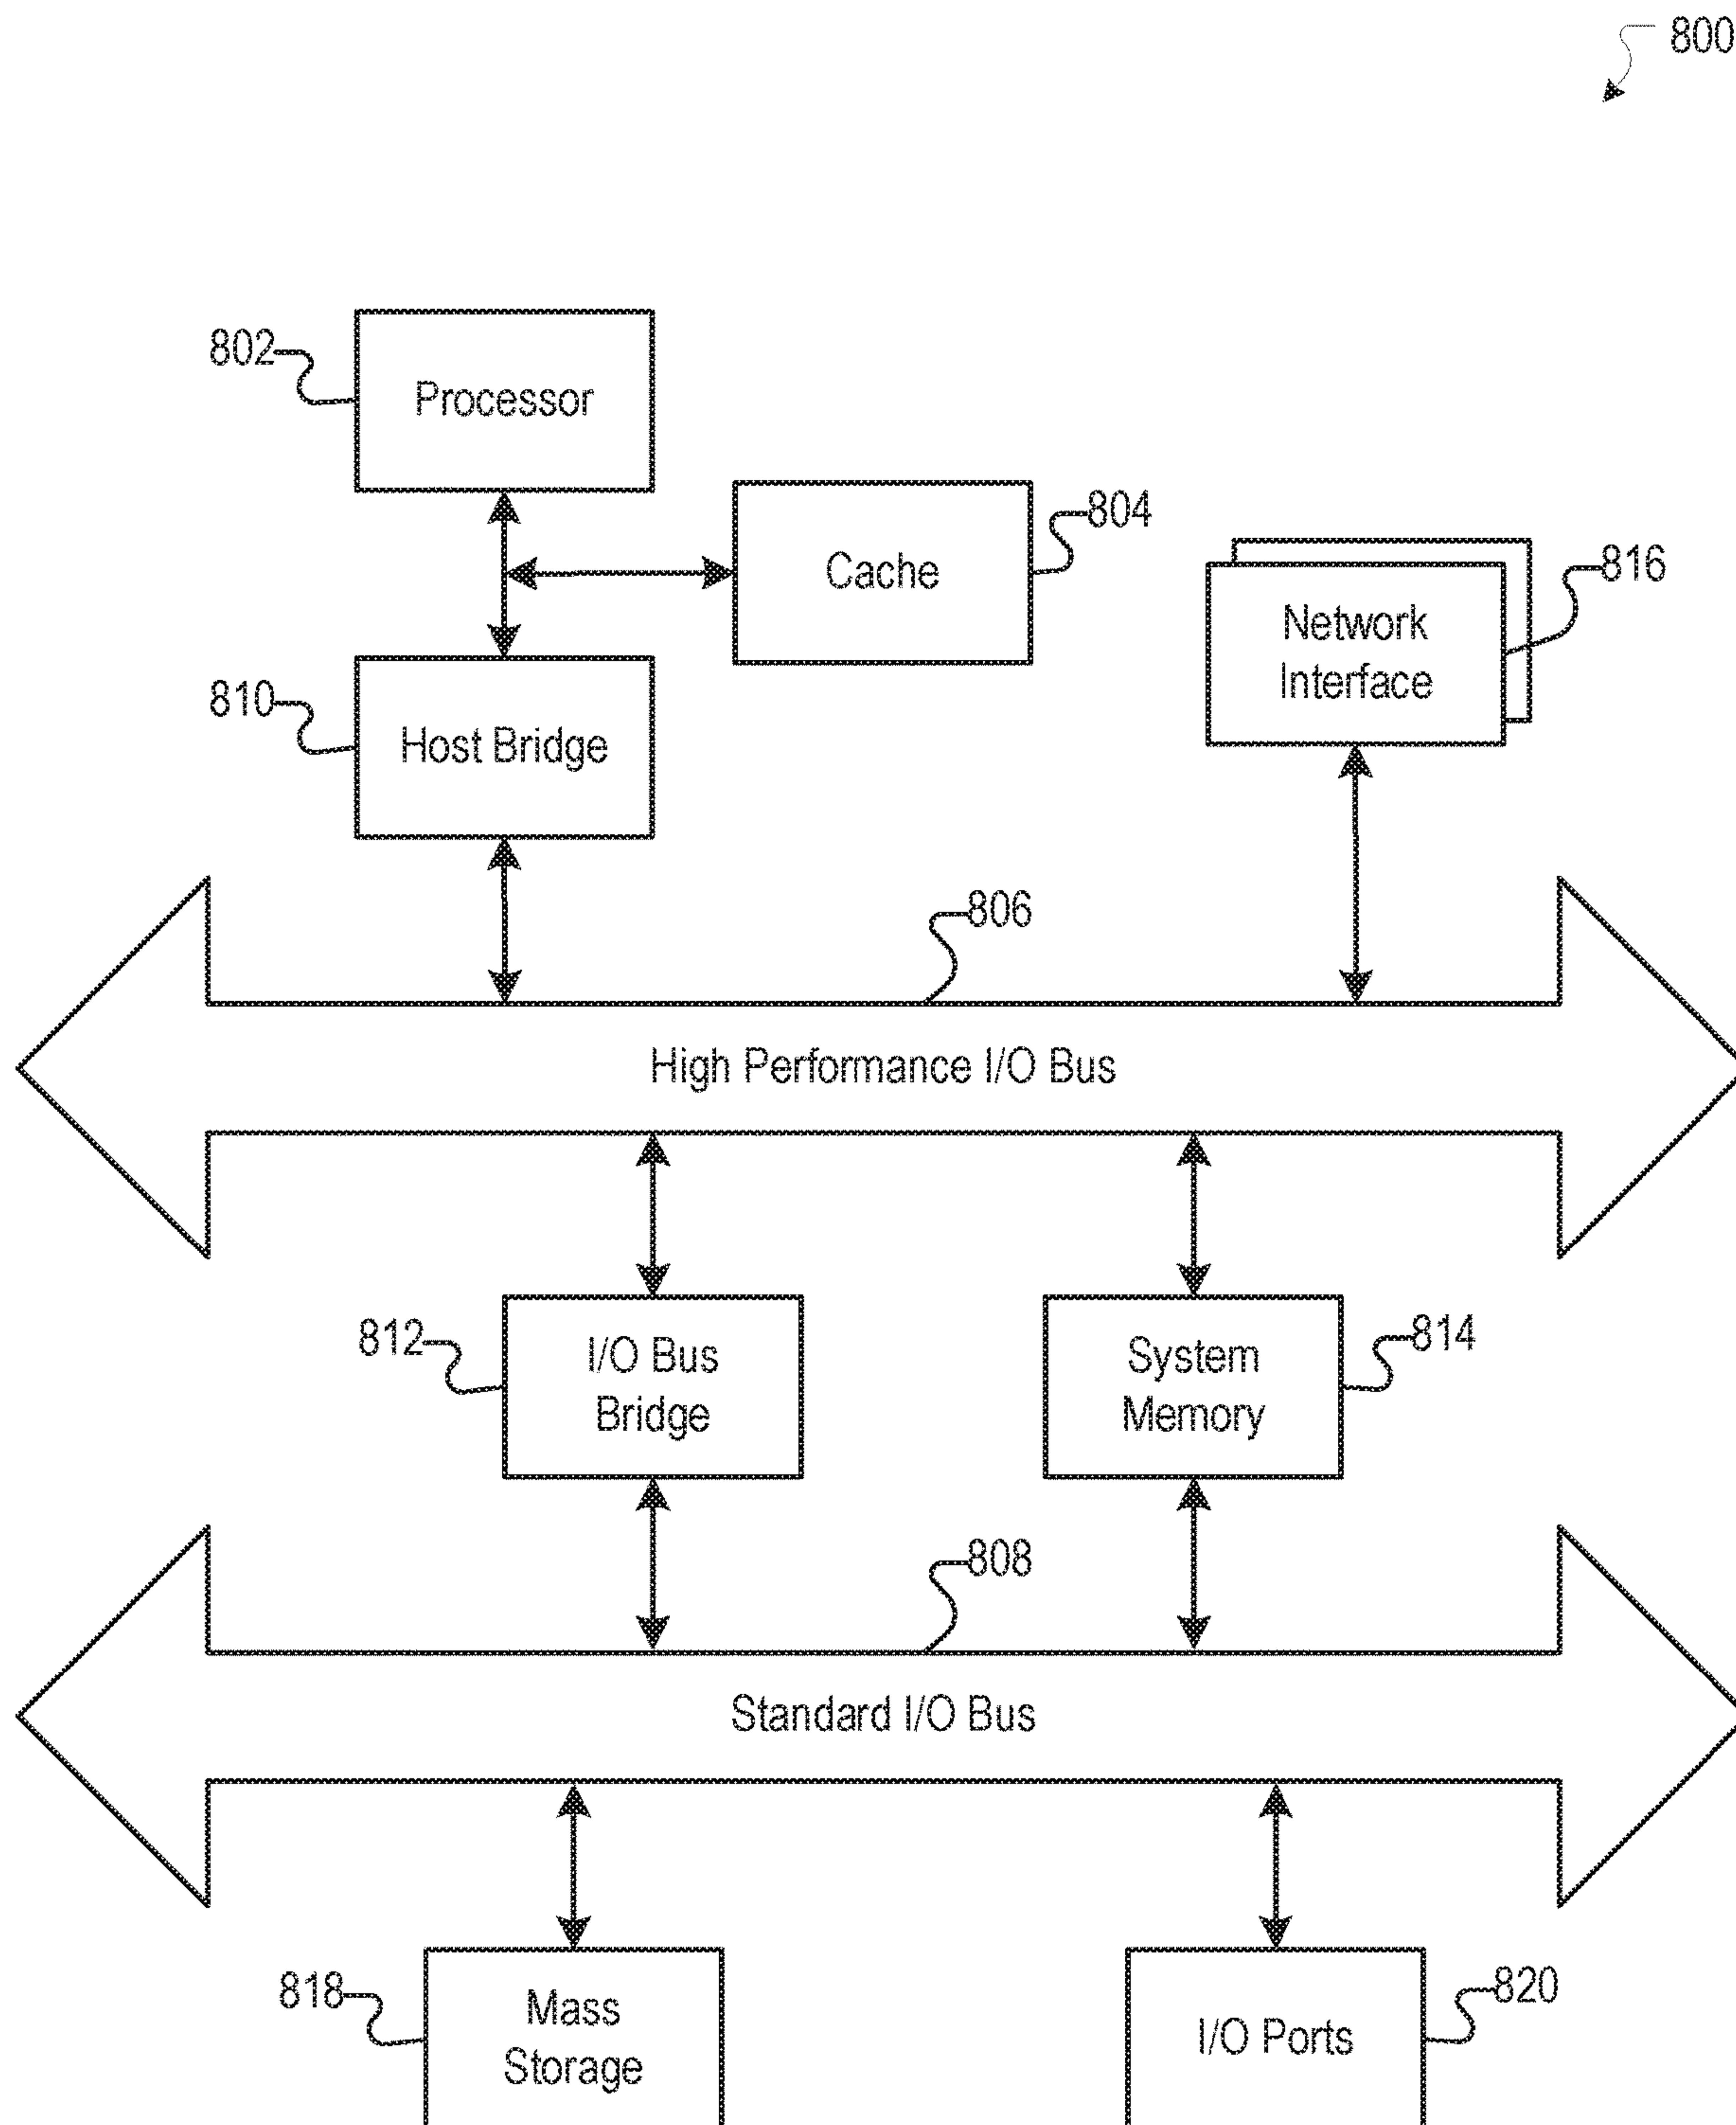 800
802
Processor
804
Cache
816
Network
Interface
810
Host Bridge
806
High Performance I/O Bus
812
I/O Bus
Bridge
System
Memory
814
808
Standard I/O Bus
818
Mass
Storage
I/O Ports
820